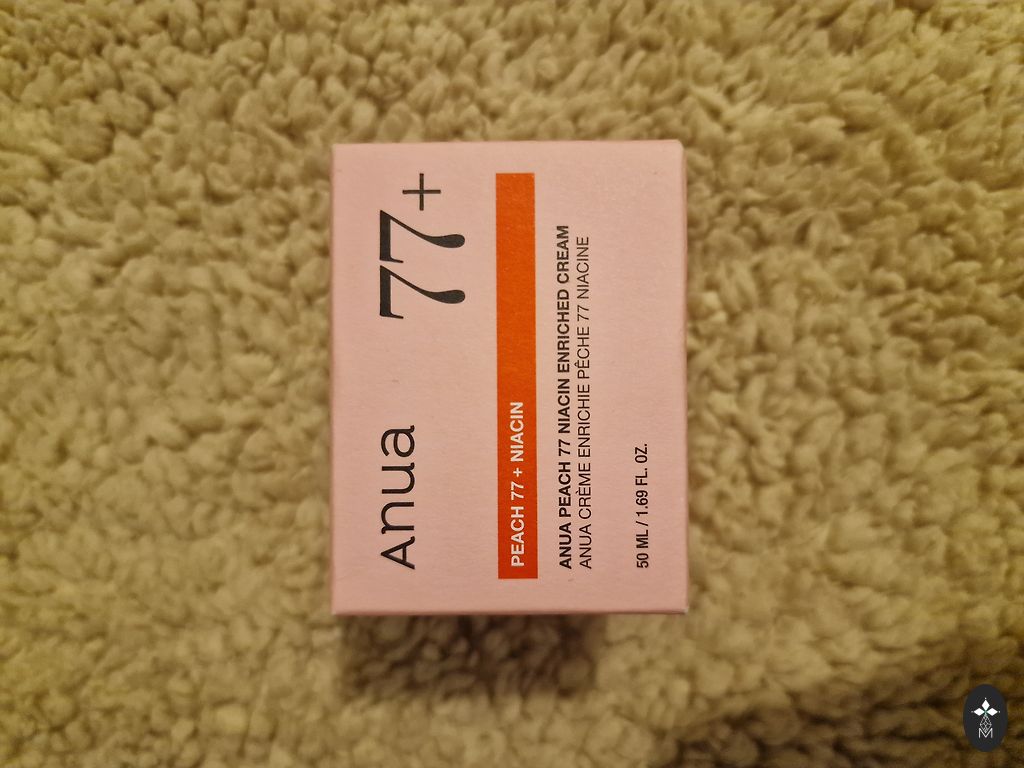 Anua 77+
PEACH 77 + NIACIN
ANUA PEACH 77 NIACIN ENRICHED CREAM
ANUA CRÈME ENRICHIE PÊCHE 77 NIACINE
50 ML / 1.69 FL. OZ.
M